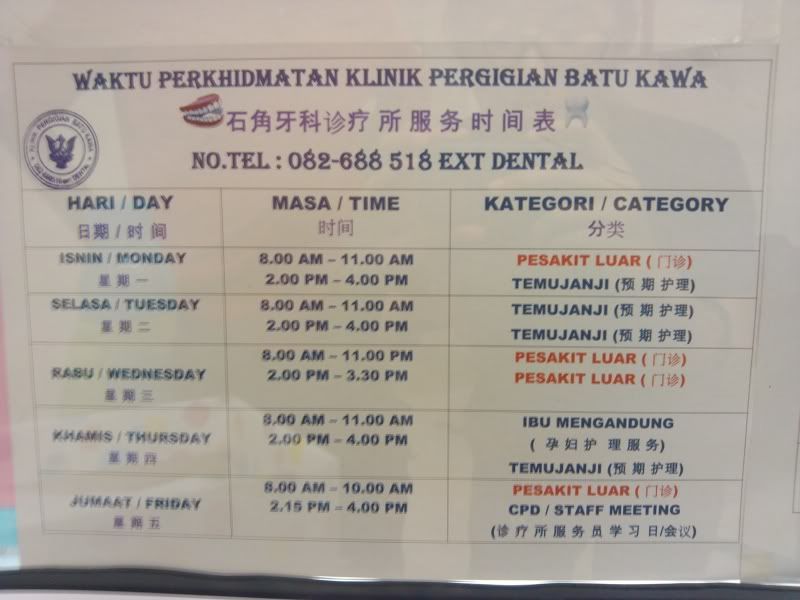 WAKTU PERKHIDMATAN KLINIK PERGIGIAN BATU KAWA
石角牙科诊疗所服务时间表
NO.TEL : 082-688 518 EXT DENTAL
KLINIK PERGIGIAN BATU KAWA
HARI / DAY
日期 / 时间
MASA / TIME
时间
KATEGORI / CATEGORY
分类
ISNIN / MONDAY
星期一
8.00 AM – 11.00 AM
2.00 PM – 4.00 PM
PESAKIT LUAR (门诊)
TEMUJANJI (预期护理)
SELASA / TUESDAY
星期二
8.00 AM – 11.00 AM
2.00 PM – 4.00 PM
TEMUJANJI (预期护理)
TEMUJANJI (预期护理)
RABU / WEDNESDAY
星期三
8.00 AM – 11.00 PM
2.00 PM – 3.30 PM
PESAKIT LUAR (门诊)
PESAKIT LUAR (门诊)
KHAMIS / THURSDAY
星期四
8.00 AM – 11.00 AM
2.00 PM – 4.00 PM
IBU MENGANDUNG
(孕妇护理服务)
TEMUJANJI (预期护理)
JUMAAT / FRIDAY
星期五
8.00 AM – 10.00 AM
2.15 PM – 4.00 PM
PESAKIT LUAR (门诊)
CPD / STAFF MEETING
(诊疗所服务员学习日/会议)